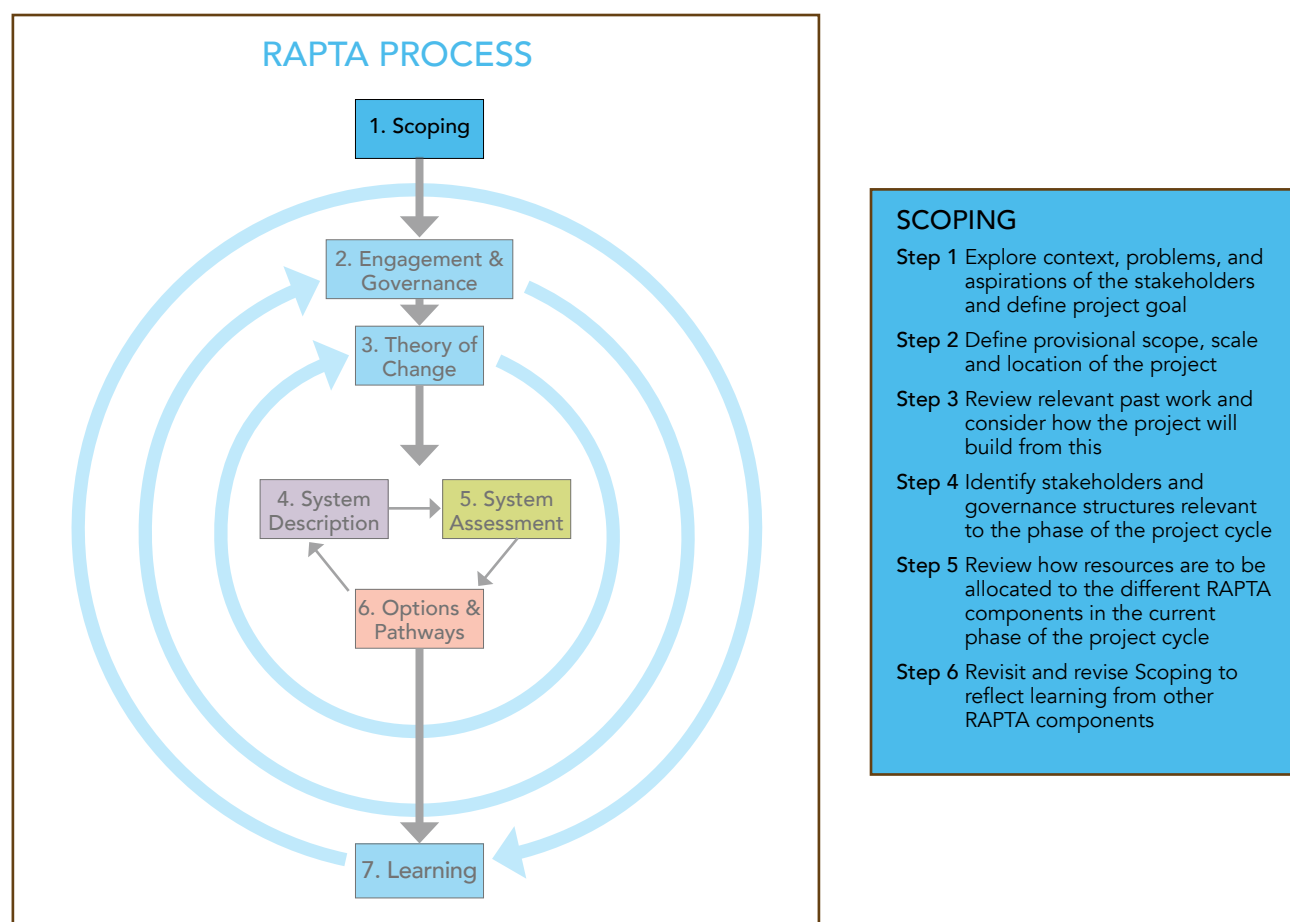 RAPTA PROCESS
1. Scoping
2. Engagement &
Governance
3. Theory of
Change
4. System
Description
5. System
Assessment
6. Options &
Pathways
7. Learning
SCOPING
Step 1 Explore context, problems, and
aspirations of the stakeholders
and define project goal
Step 2 Define provisional scope, scale
and location of the project
Step 3 Review relevant past work and
consider how the project will
build from this
Step 4 Identify stakeholders and
governance structures relevant
to the phase of the project cycle
Step 5 Review how resources are to be
allocated to the different RAPTA
components in the current
phase of the project cycle
Step 6 Revisit and revise Scoping to
reflect learning from other
RAPTA components